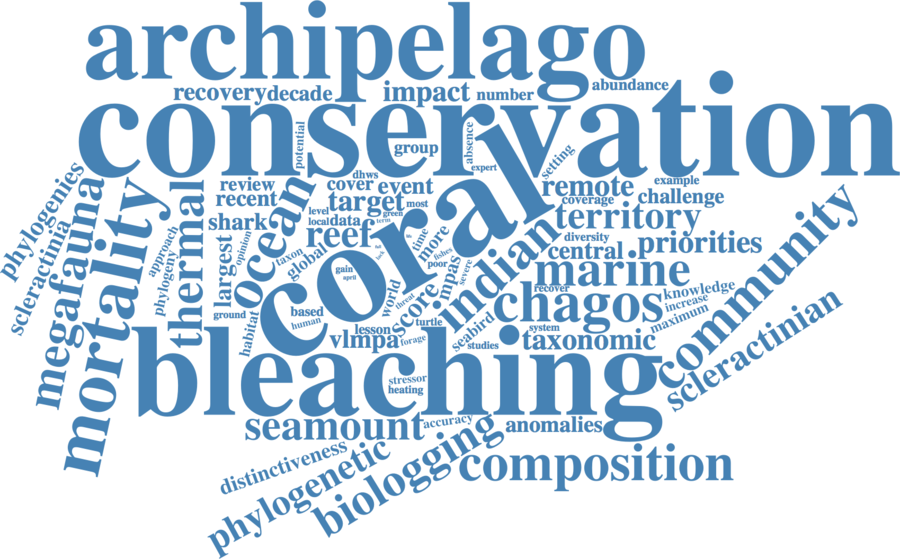 archipelago
recovery
decade
impact
number
abundance
conservation
potential
group
absence
expert
setting
phylogenies
scleractinia
megafauna
mortality
approach
phylogeny
thermal
review
recent
shark
largest
opinion
ocean
habitat
ground
taxon
global
dhws
cover
event
target
most
level
local
data
green
term
reef
coral
time
more
fishes
poor
gain
april
lack
based
human
world
threat
lesson
vlmpa
forage
score
turtle
impas
severe
indian
seabird
studies
system
remote
coverage
example
challenge
territory
diversity
central
priorities
marine
recover
chagos
knowledge
increase
maximum
taxonomic
community
scleractinian
bleaching
stressor
heating
seamount
accuracy
anomalies
distinctiveness
phylogenetic
biologging
composition